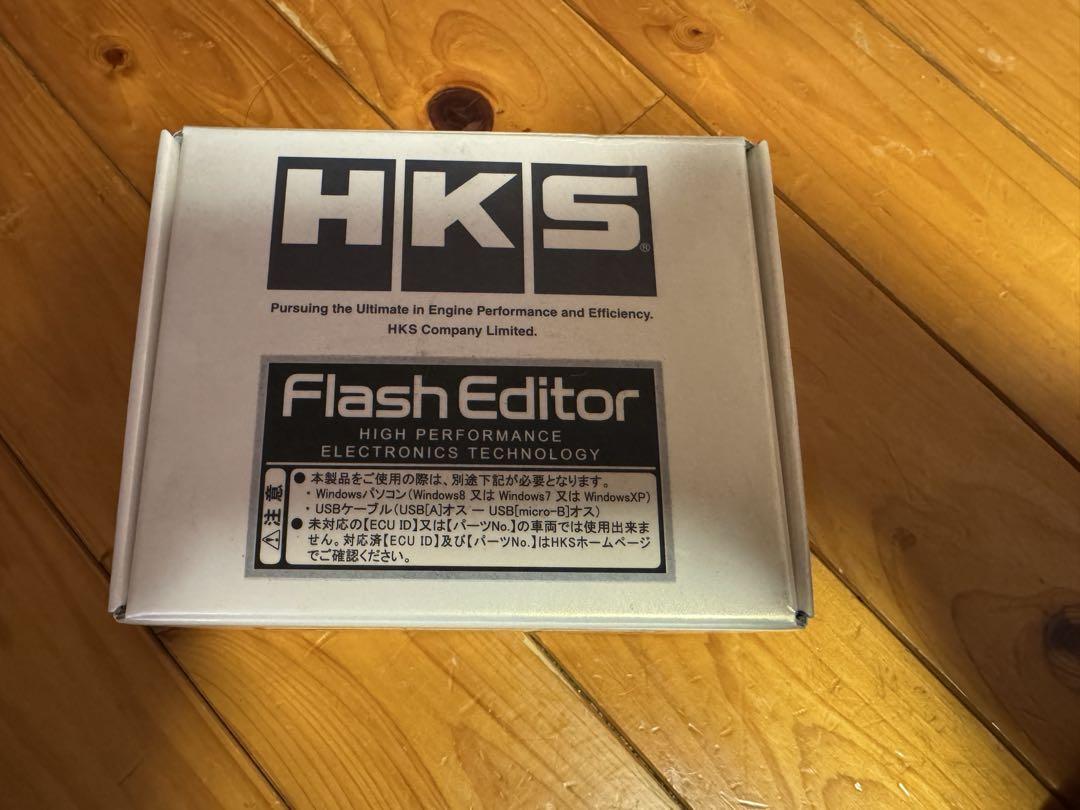 HKS®
Pursuing the Ultimate in Engine Performance and Efficiency.
HKS Company Limited.
Flash Editor
HIGH PERFORMANCE
ELECTRONICS TECHNOLOGY
⚠注意
●本製品をご使用の際は、別途下記が必要となります。
・Windowsパソコン(Windows8 又は Windows7 又は WindowsXP)
・USBケーブル(USB[A]オス ー USB[micro-B]オス)
●未対応の【ECU ID】又は【パーツNo.】の車両では使用出来ま
せん。対応済【ECU ID】及び【パーツNo.】はHKSホームページ
でご確認ください。